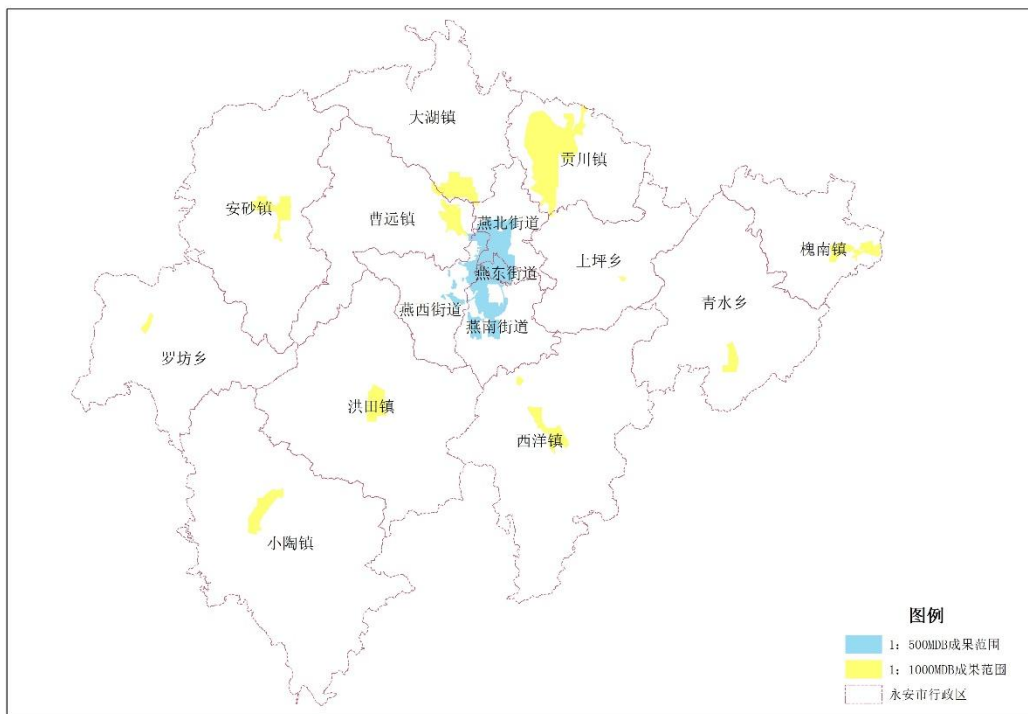 大湖镇
贡川镇
安砂镇
曹远镇
燕北街道
槐南镇
上坪乡
燕东街道
青水乡
燕西街道
燕南街道
罗坊乡
洪田镇
西洋镇
小陶镇
图例
1：500MDB成果范围
1：1000MDB成果范围
永安市行政区